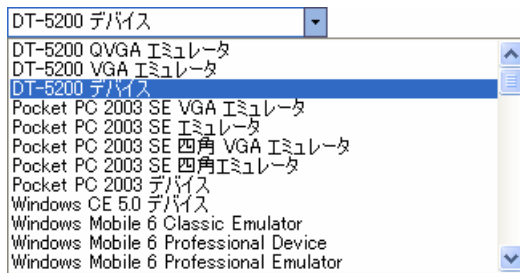 DT-5200 デバイス
DT-5200 QVGA エミュレータ
DT-5200 VGA エミュレータ
DT-5200 デバイス
Pocket PC 2003 SE VGA エミュレータ
Pocket PC 2003 SE エミュレータ
Pocket PC 2003 SE 四角 VGA エミュレータ
Pocket PC 2003 SE 四角エミュレータ
Pocket PC 2003 デバイス
Windows CE 5.0 デバイス
Windows Mobile 6 Classic Emulator
Windows Mobile 6 Professional Device
Windows Mobile 6 Professional Emulator